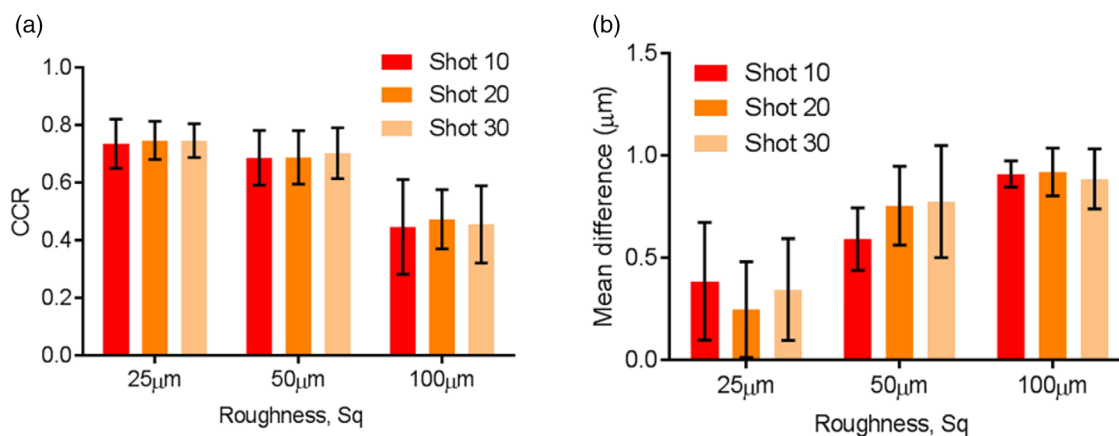 (a)
1.0
0.8
0.6
0.4
0.2
0.0
CCR
Shot 10
Shot 20
Shot 30
25μm 50μm 100μm
Roughness, Sq
(b)
1.5
1.0
0.5
0.0
Mean difference (μm)
Shot 10
Shot 20
Shot 30
25μm 50μm 100μm
Roughness, Sq